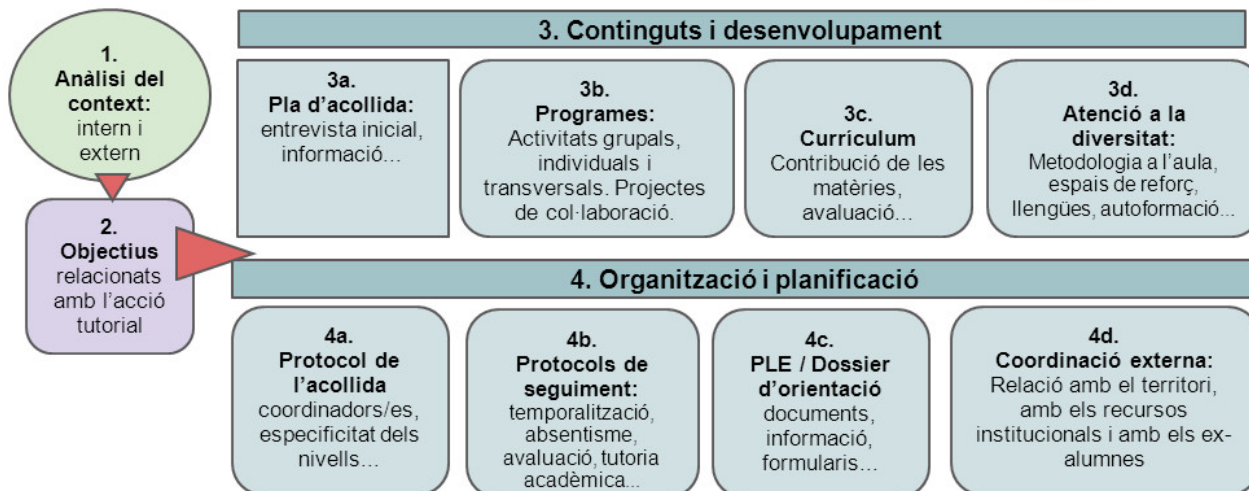 1.
Anàlisi del
context:
intern i
extern
2.
Objectius
relacionats
amb l'acció
tutorial
3. Continguts i desenvolupament
3a.
Pla d'acollida:
entrevista inicial,
informació...
3b.
Programes:
Activitats grupals,
individuals i
transversals. Projectes
de col·laboració.
3c.
Currículum
Contribució de les
matèries,
avaluació...
3d.
Atenció a la
diversitat:
Metodologia a l'aula,
espais de reforç,
llengües, autoformació...
4. Organització i planificació
4a.
Protocol de
l'acollida
coordinadors/es,
especificitat dels
nivells...
4b.
Protocols de
seguiment:
temporalització,
absentisme,
avaluació, tutoria
acadèmica...
4c.
PLE / Dossier
d'orientació
documents,
informació,
formularis...
4d.
Coordinació externa:
Relació amb el territori,
amb els recursos
institucionals i amb els ex-
alumnes